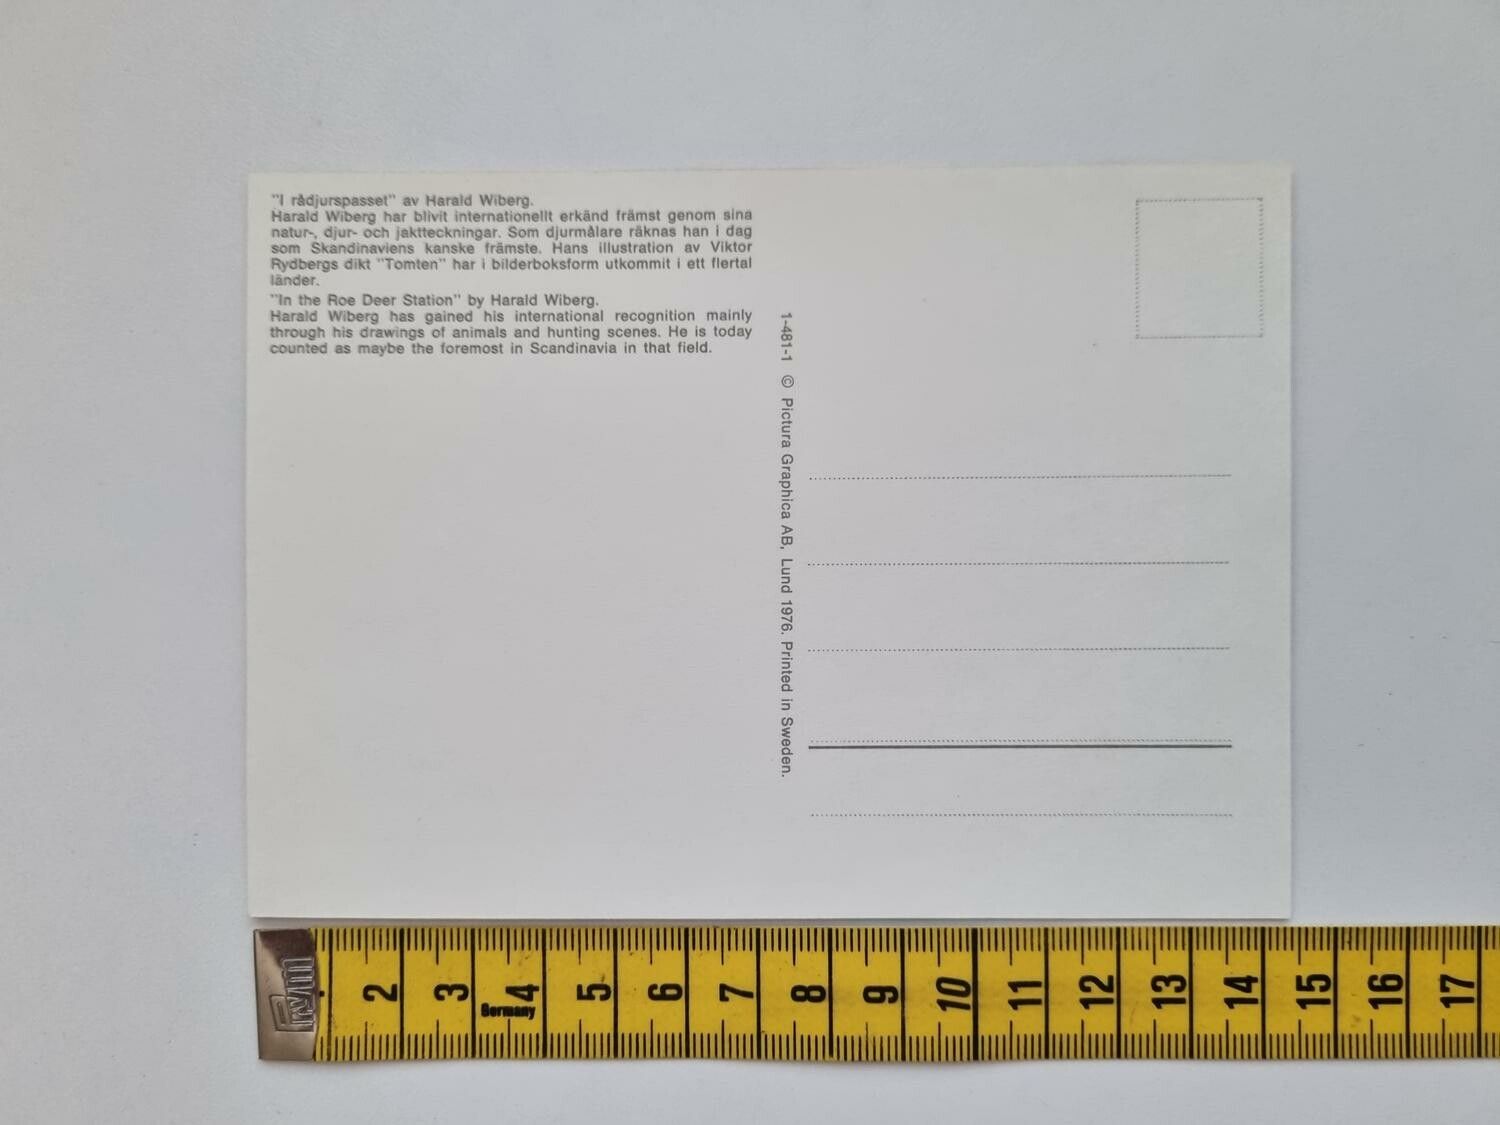 "I rådjurspasset" av Harald Wiberg.
Harald Wiberg har blivit internationellt erkänd främst genom sina
natur-, djur- och jaktteckningar. Som djurmålare räknas han i dag
som Skandinaviens kanske främste. Hans illustration av Viktor
Rydbergs dikt "Tomten" har i bilderboksform utkommit i ett flertal
länder.
"In the Roe Deer Station" by Harald Wiberg.
Harald Wiberg has gained his international recognition mainly
through his drawings of animals and hunting scenes. He is today
counted as maybe the foremost in Scandinavia in that field.
1-481-1 © Pictura Graphica AB, Lund 1976. Printed in Sweden.
Prym
2 3 4 5 6 7 8 9 10 11 12 13 14 15 16 17
Germany